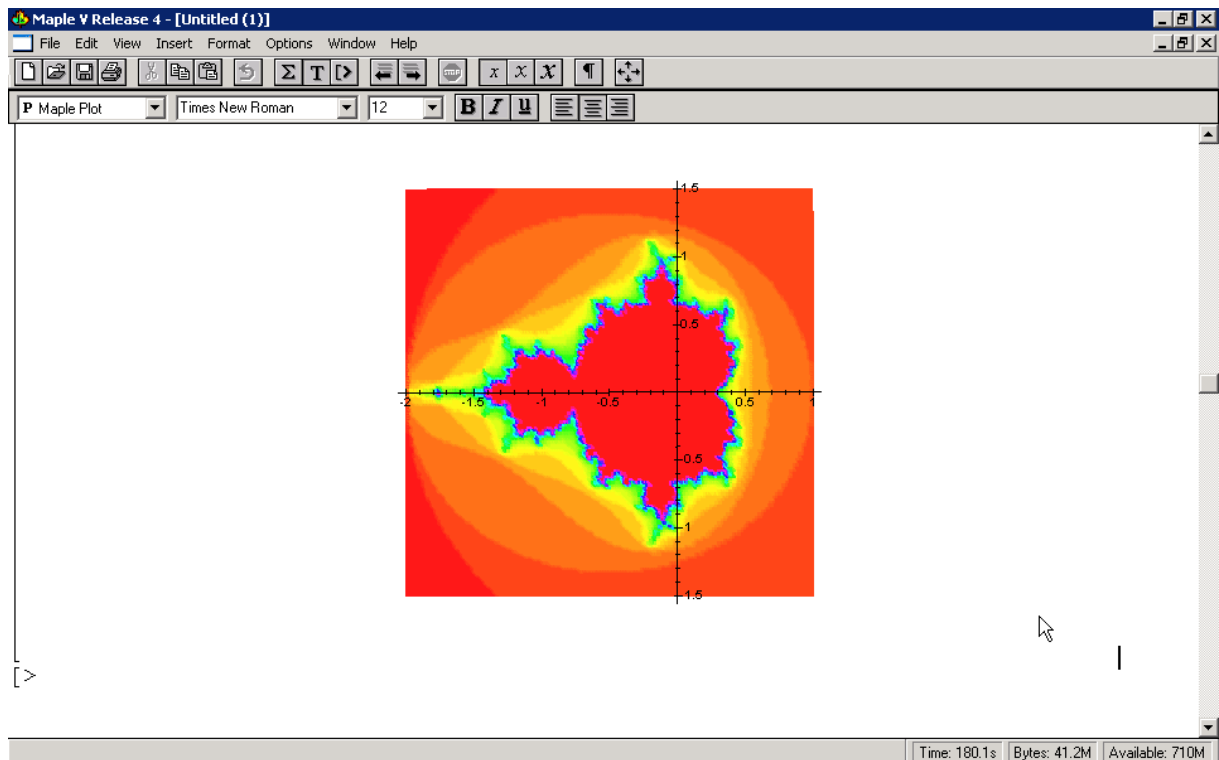 Maple V Release 4 - [Untitled (1)]
File Edit View Insert Format Options Window Help
Σ T [> STOP x x x ¶
P Maple Plot Times New Roman 12 B I u
1.5
1
0.5
-2 -1.5 -1 -0.5 0.5 1
-0.5
-1
-1.5
[>
Time: 180.1s Bytes: 41.2M Available: 710M